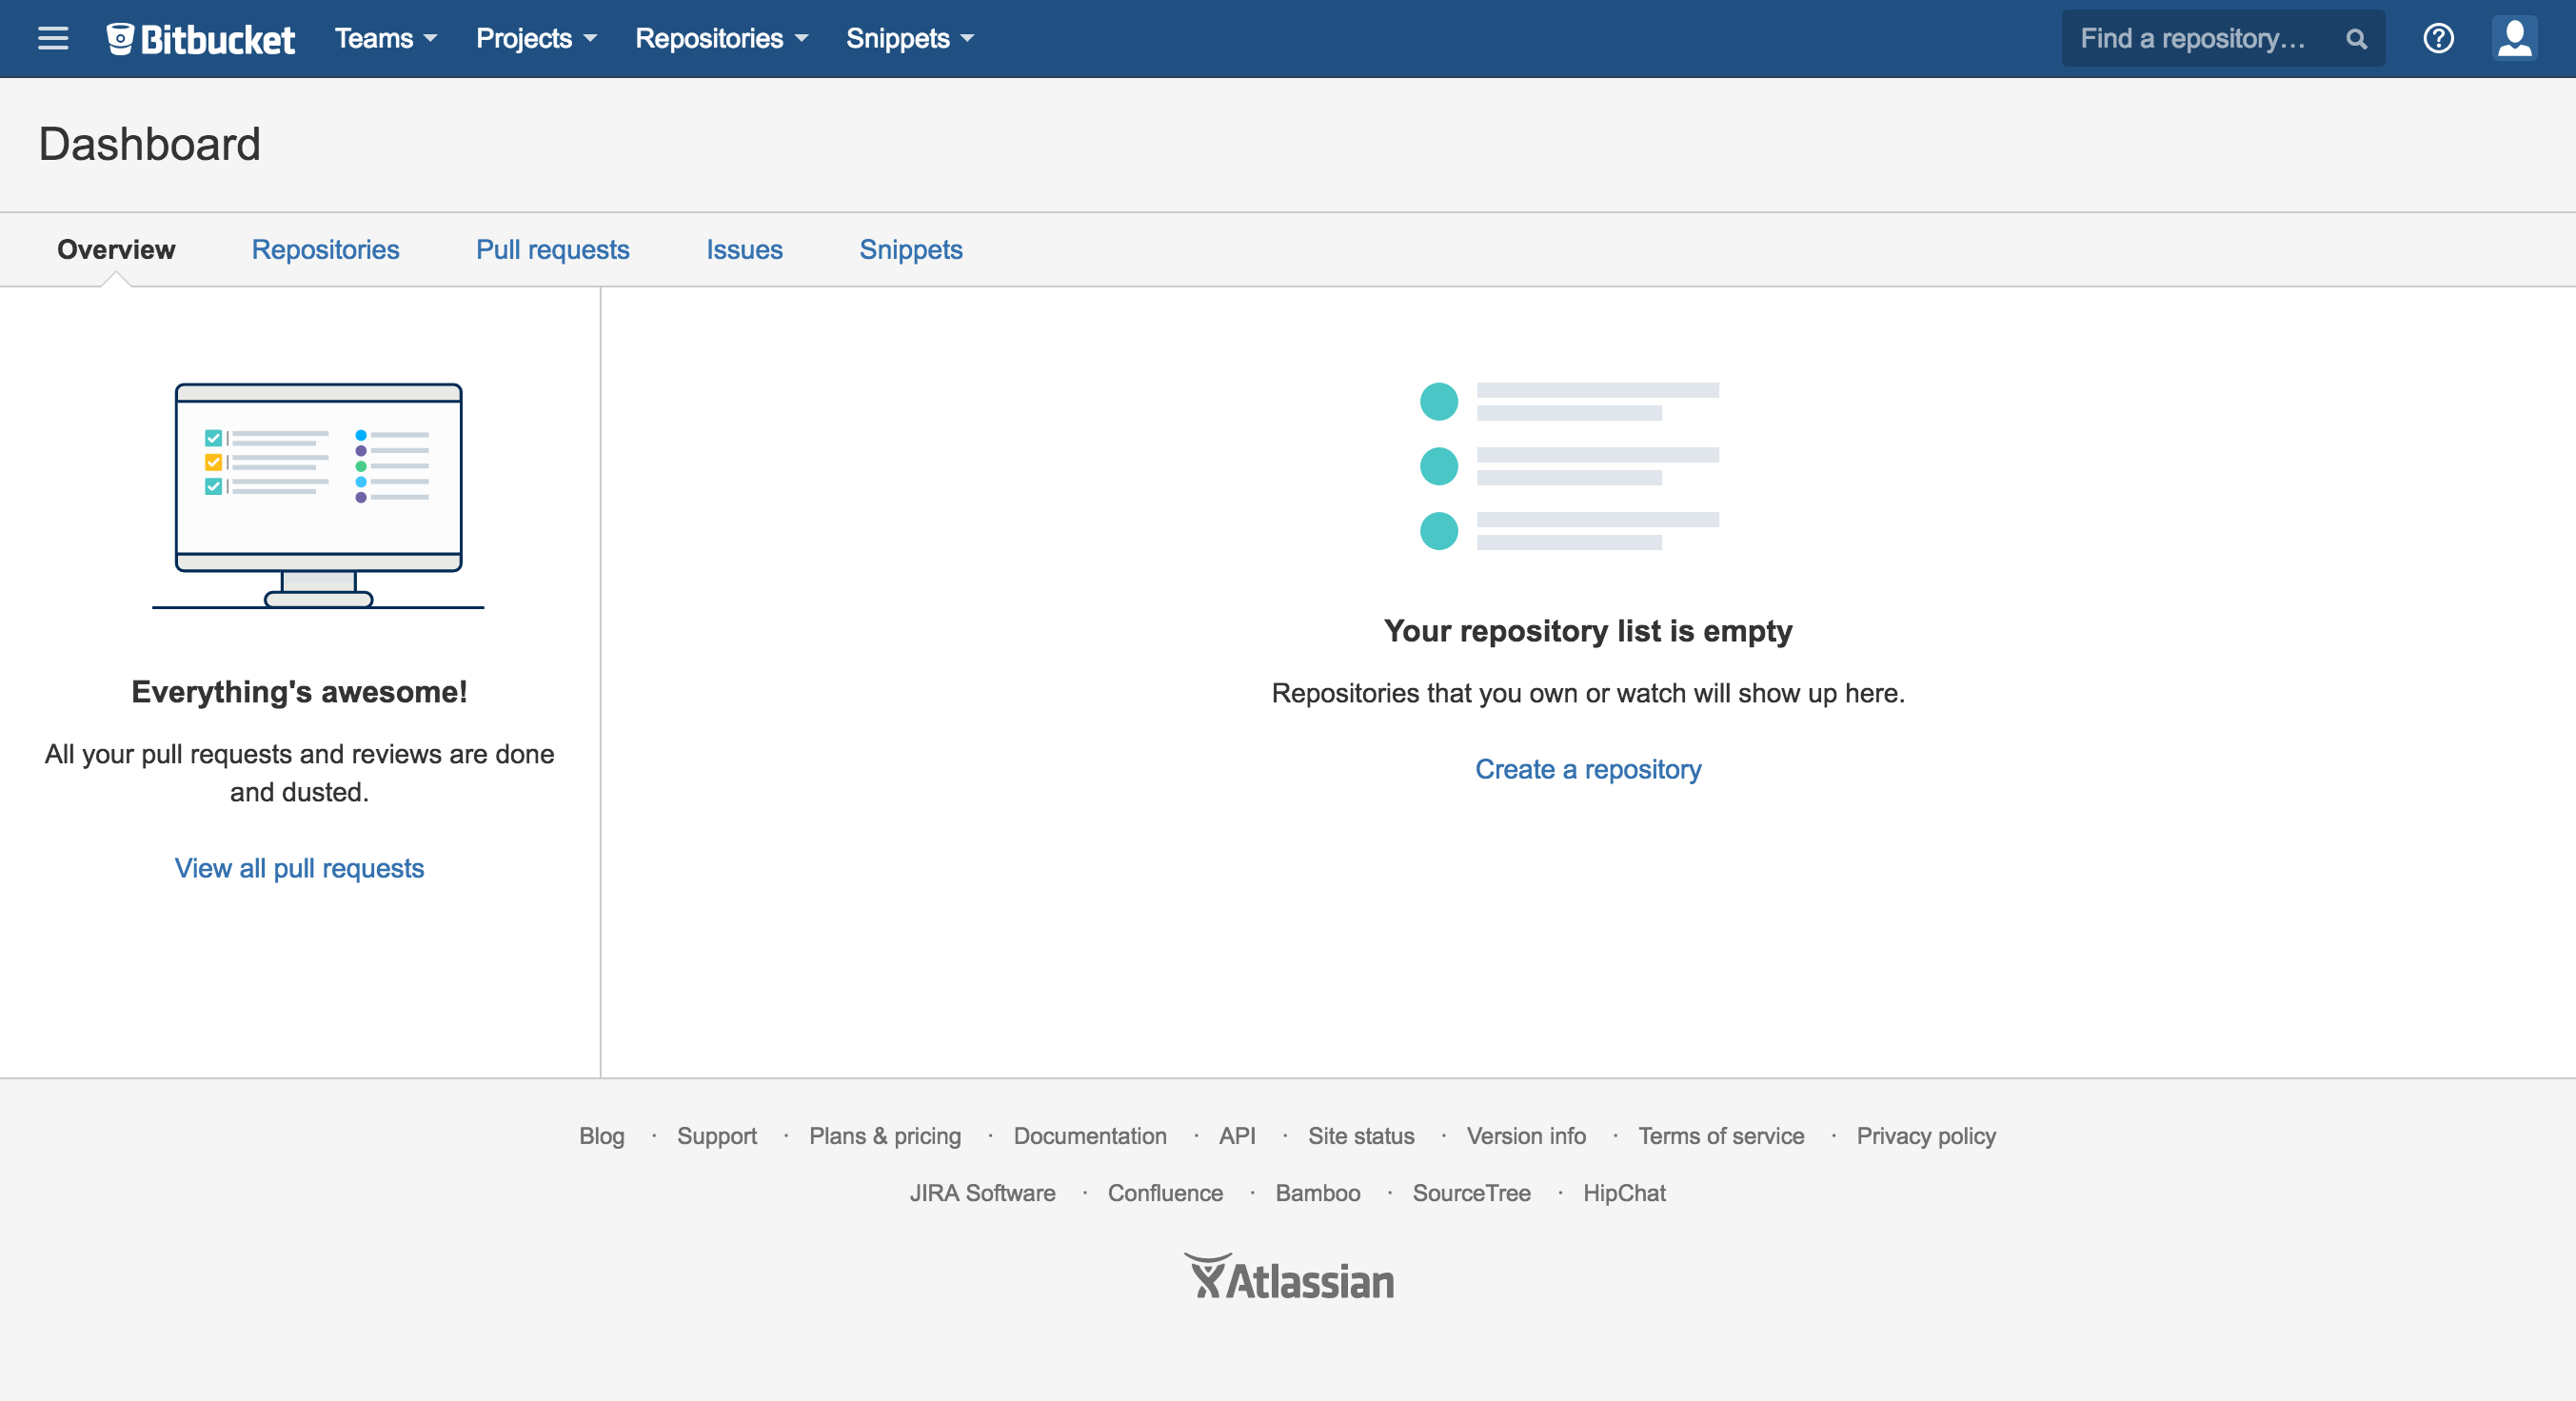 Bitbucket Teams Projects Repositories Snippets Find a repository...
Dashboard
Overview Repositories Pull requests Issues Snippets
Everything's awesome!
All your pull requests and reviews are done
and dusted.
View all pull requests
Your repository list is empty
Repositories that you own or watch will show up here.
Create a repository
Blog · Support · Plans & pricing · Documentation · API · Site status · Version info · Terms of service · Privacy policy
JIRA Software · Confluence · Bamboo · SourceTree · HipChat
Atlassian